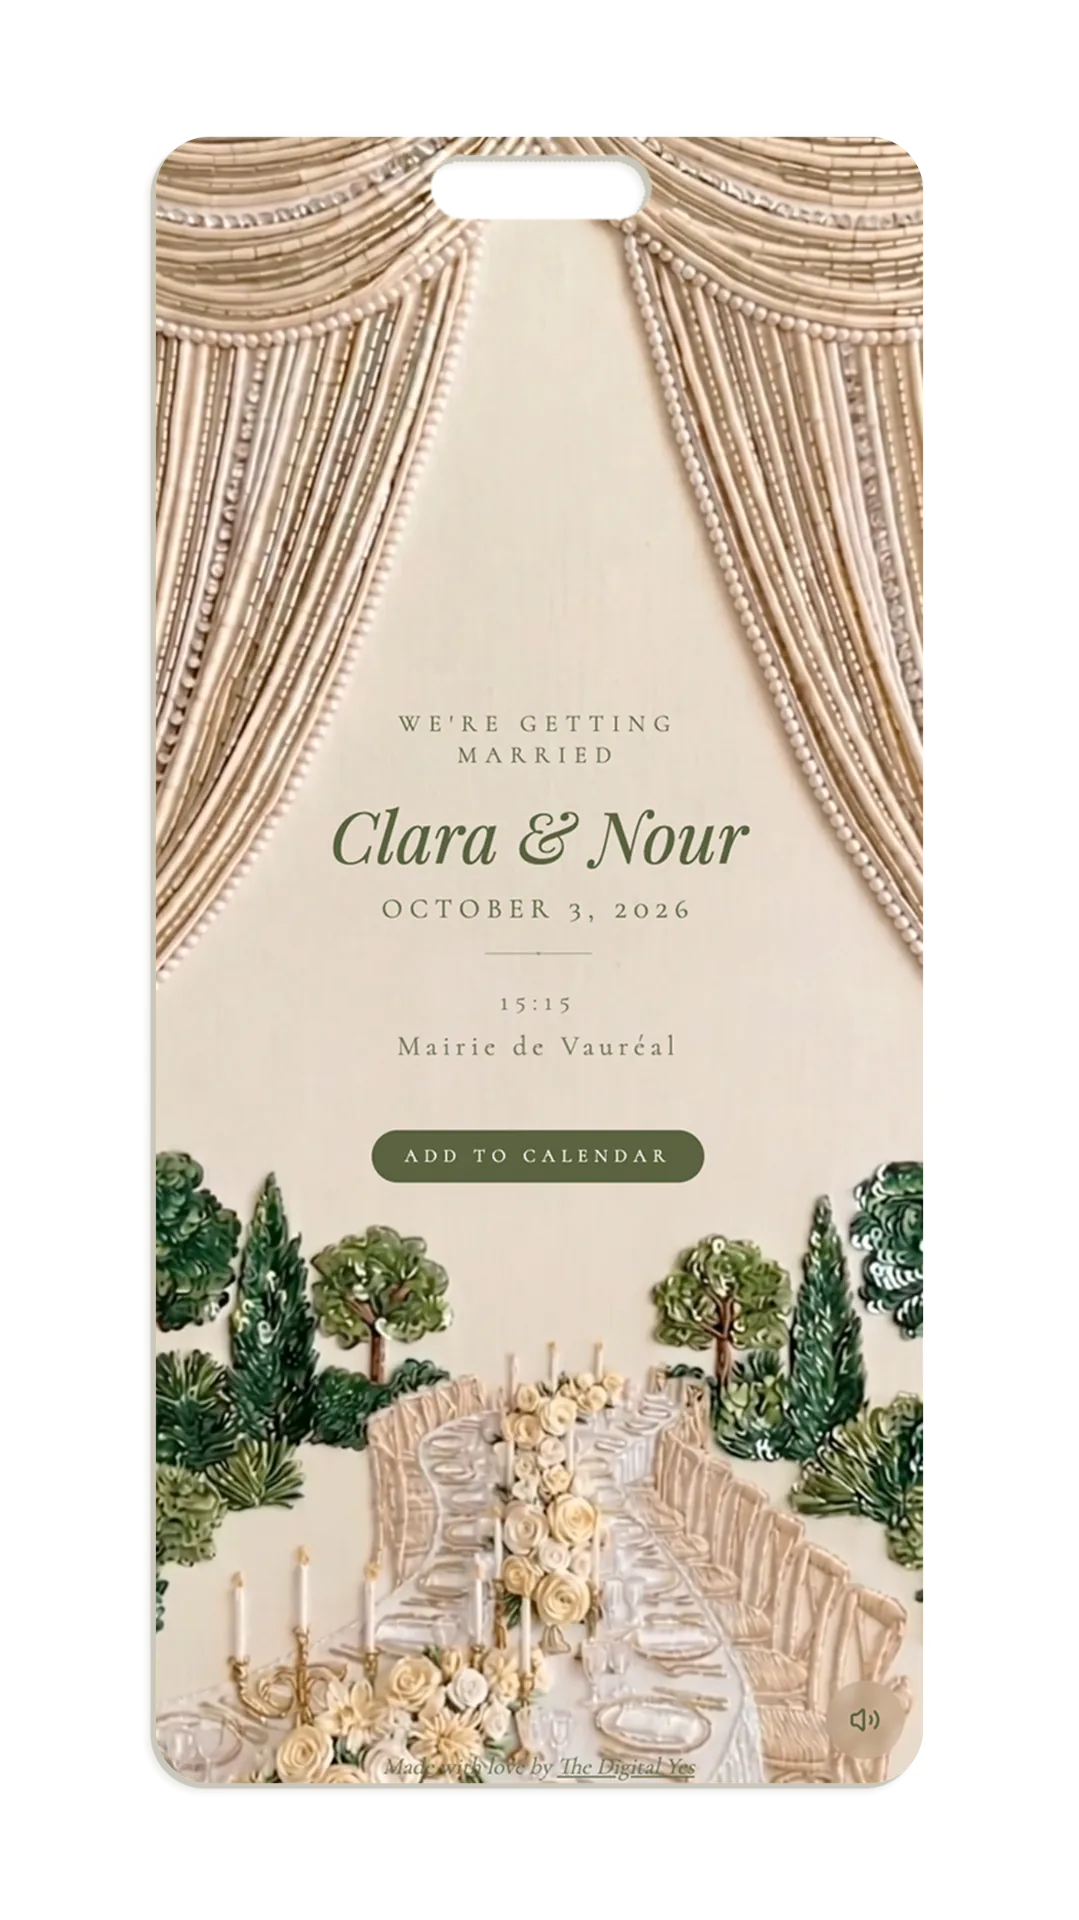 WE'RE GETTING
MARRIED
Clara & Nour
OCTOBER 3, 2026
15:15
Mairie de Vauréal
ADD TO CALENDAR
Made with love by The Digital Yes